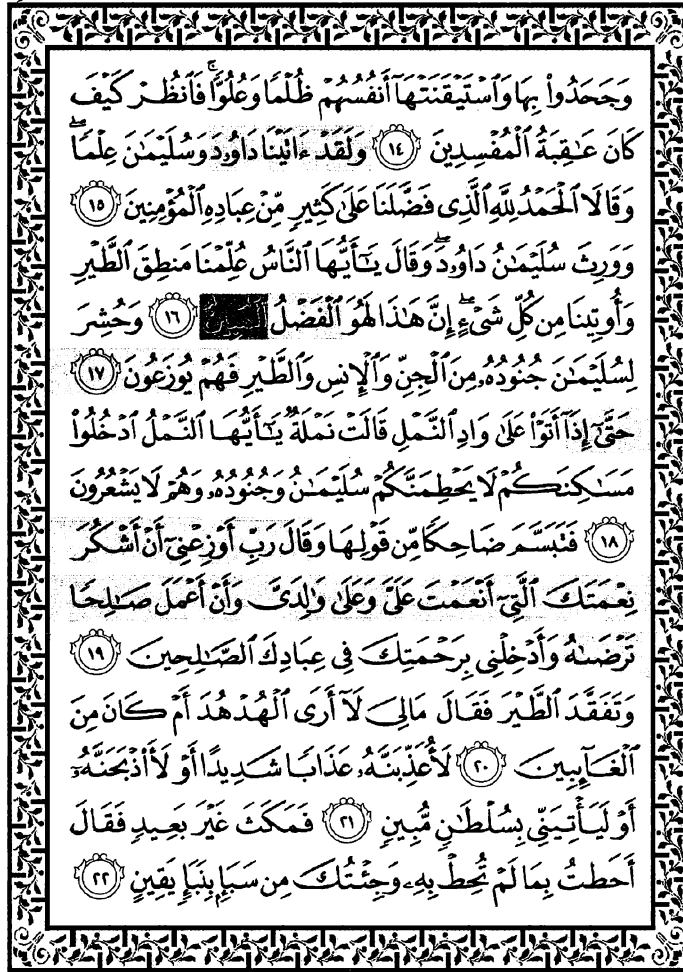 وَجَحَدُوا۟ بِهَا وَٱسْتَيْقَنَتْهَآ أَنفُسُهُمْ ظُلْمًا وَعُلُوًّا ۚ فَٱنظُرْ كَيْفَ
كَانَ عَٰقِبَةُ ٱلْمُفْسِدِينَ ١٤ وَلَقَدْ ءَاتَيْنَا دَاوُۥدَ وَسُلَيْمَٰنَ عِلْمًا ۖ
وَقَالَا ٱلْحَمْدُ لِلَّهِ ٱلَّذِى فَضَّلَنَا عَلَىٰ كَثِيرٍ مِّنْ عِبَادِهِ ٱلْمُؤْمِنِينَ ١٥
وَوَرِثَ سُلَيْمَٰنُ دَاوُۥدَ ۖ وَقَالَ يَٰٓأَيُّهَا ٱلنَّاسُ عُلِّمْنَا مَنطِقَ ٱلطَّيْرِ
وَأُوتِينَا مِن كُلِّ شَىْءٍ ۖ إِنَّ هَٰذَا لَهُوَ ٱلْفَضْلُ ١٦ وَحُشِرَ
لِسُلَيْمَٰنَ جُنُودُهُۥ مِنَ ٱلْجِنِّ وَٱلْإِنسِ وَٱلطَّيْرِ فَهُمْ يُوزَعُونَ ١٧
حَتَّىٰٓ إِذَآ أَتَوْا۟ عَلَىٰ وَادِ ٱلنَّمْلِ قَالَتْ نَمْلَةٌ يَٰٓأَيُّهَا ٱلنَّمْلُ ٱدْخُلُوا۟
مَسَٰكِنَكُمْ لَا يَحْطِمَنَّكُمْ سُلَيْمَٰنُ وَجُنُودُهُۥ وَهُمْ لَا يَشْعُرُونَ
١٨ فَتَبَسَّمَ ضَاحِكًا مِّن قَوْلِهَا وَقَالَ رَبِّ أَوْزِعْنِىٓ أَنْ أَشْكُرَ
نِعْمَتَكَ ٱلَّتِىٓ أَنْعَمْتَ عَلَىَّ وَعَلَىٰ وَٰلِدَىَّ وَأَنْ أَعْمَلَ صَٰلِحًا
تَرْضَىٰهُ وَأَدْخِلْنِى بِرَحْمَتِكَ فِى عِبَادِكَ ٱلصَّٰلِحِينَ ١٩
وَتَفَقَّدَ ٱلطَّيْرَ فَقَالَ مَالِىَ لَآ أَرَى ٱلْهُدْهُدَ أَمْ كَانَ مِنَ
ٱلْغَآئِبِينَ ٢٠ لَأُعَذِّبَنَّهُۥ عَذَابًا شَدِيدًا أَوْ لَأَا۟ذْبَحَنَّهُۥٓ
أَوْ لَيَأْتِيَنِّى بِسُلْطَٰنٍ مُّبِينٍ ٢١ فَمَكَثَ غَيْرَ بَعِيدٍ فَقَالَ
أَحَطتُ بِمَا لَمْ تُحِطْ بِهِۦ وَجِئْتُكَ مِن سَبَإٍۭ بِنَبَإٍ يَقِينٍ ٢٢